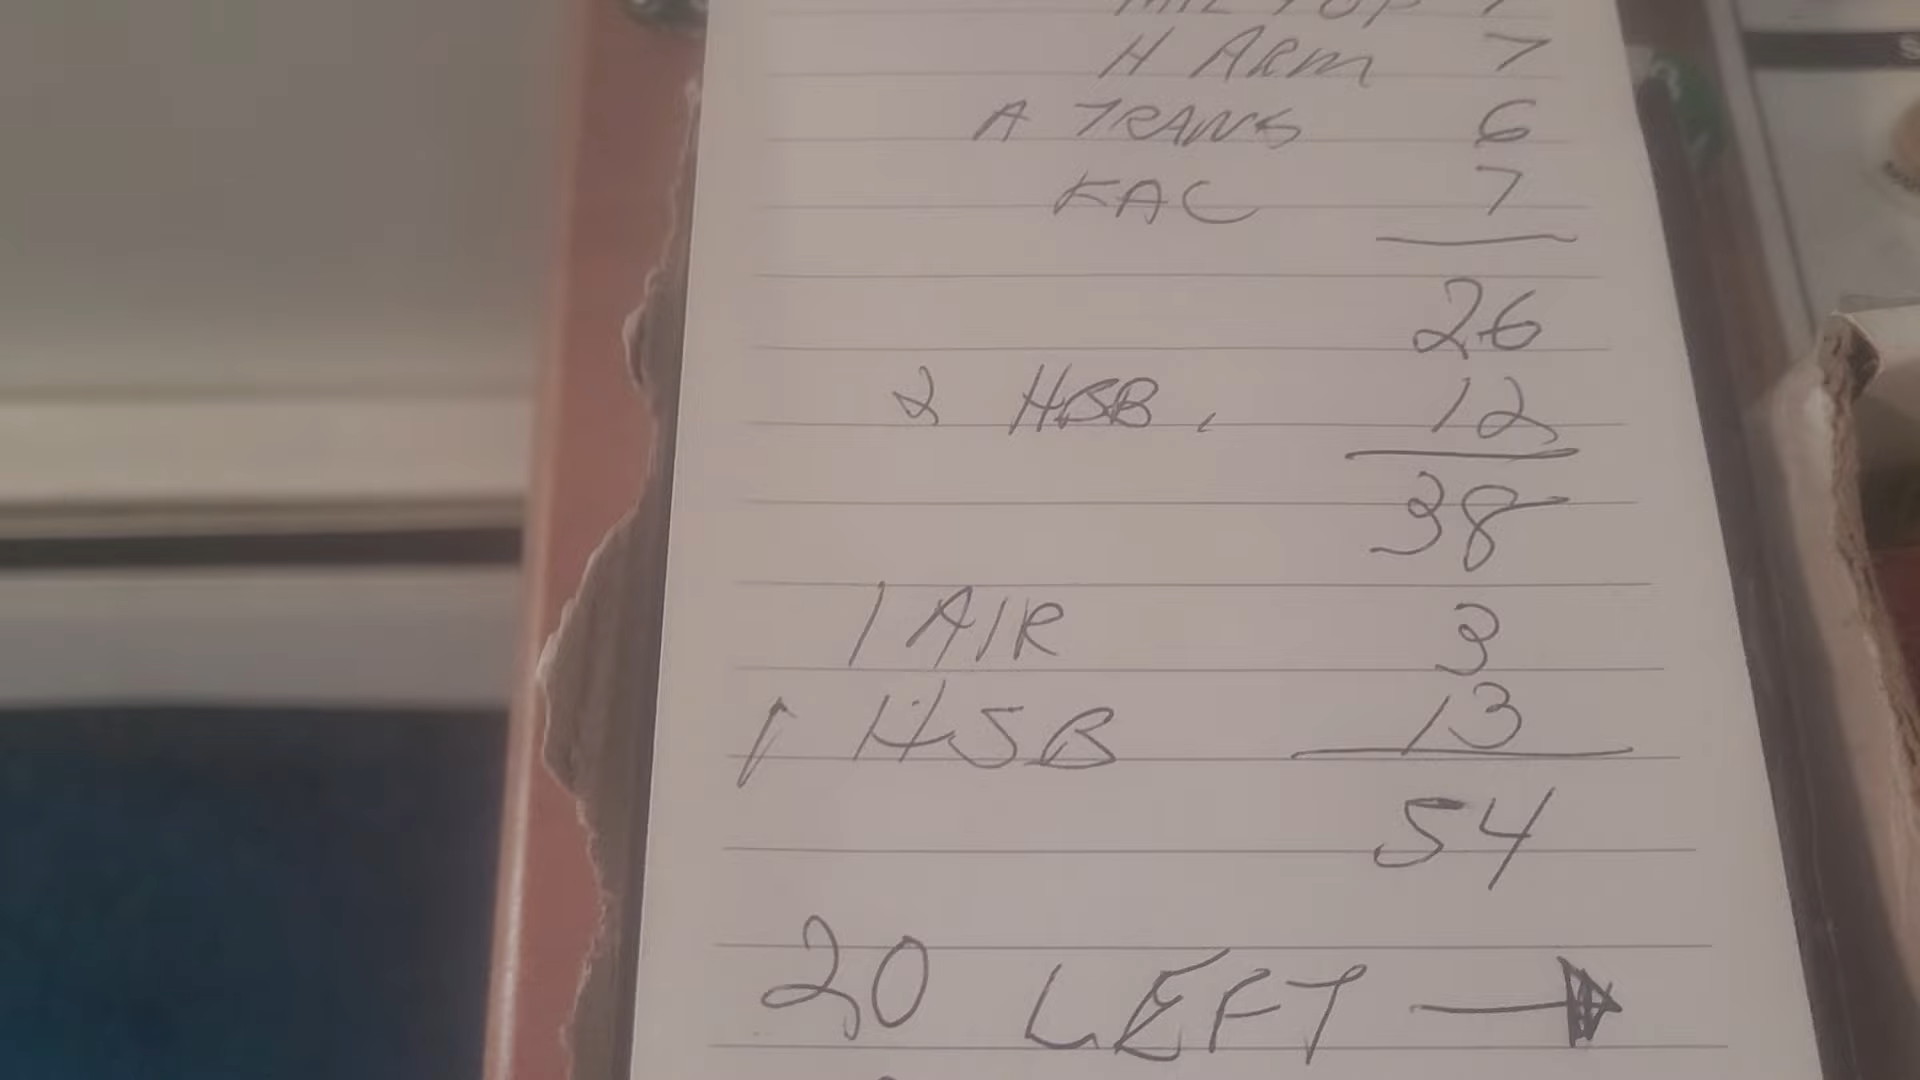 H ARM 7
A TRANS 6
KAC 7
26
2 HSB. 12
38
1 AIR 3
1 HSB 13
54
20 LEFT →